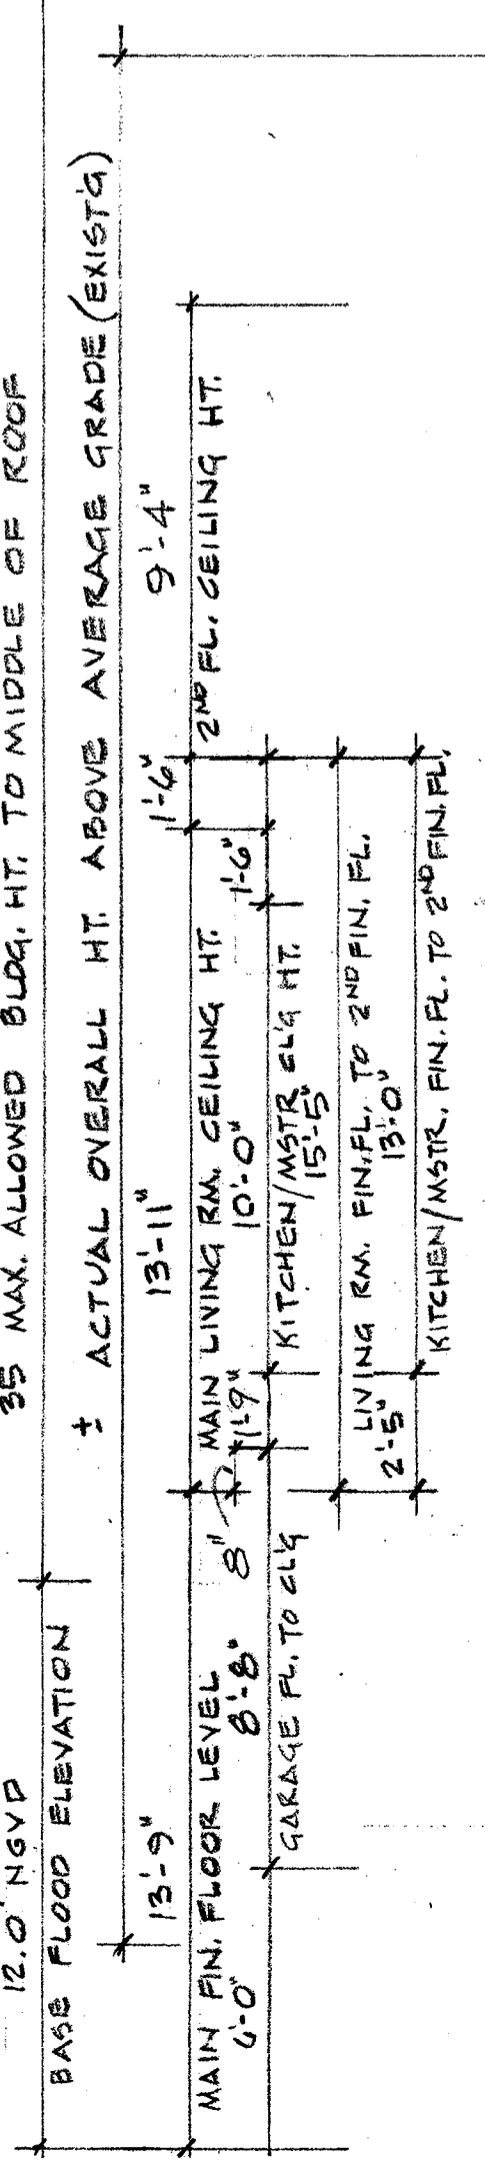 12.0' NGVD
BASE FLOOD ELEVATION
35 MAX. ALLOWED BLDG. HT. TO MIDDLE OF ROOF
± ACTUAL OVERALL HT. ABOVE AVERAGE GRADE (EXIST'G)
13'-9"
MAIN FIN. FLOOR LEVEL
13'-11"
MAIN LIVING RM. CEILING HT.
1'-6"
9'-4"
2ND FL. CEILING HT.
6'-0"
8'-8"
GARAGE FL. TO CL'G
8"
1'-9"
10'-0"
KITCHEN/MSTR CL'G HT.
1'-6"
15'-5"
LIVING RM. FIN. FL. TO 2ND FIN. FL.
2'-5"
13'-0"
KITCHEN/MSTR. FIN. FL. TO 2ND FIN. FL.